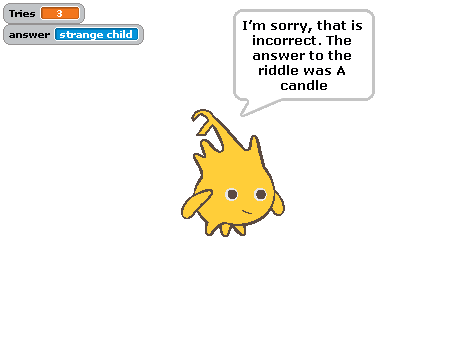 Tries 3
answer strange child
I'm sorry, that is
incorrect. The
answer to the
riddle was A
candle